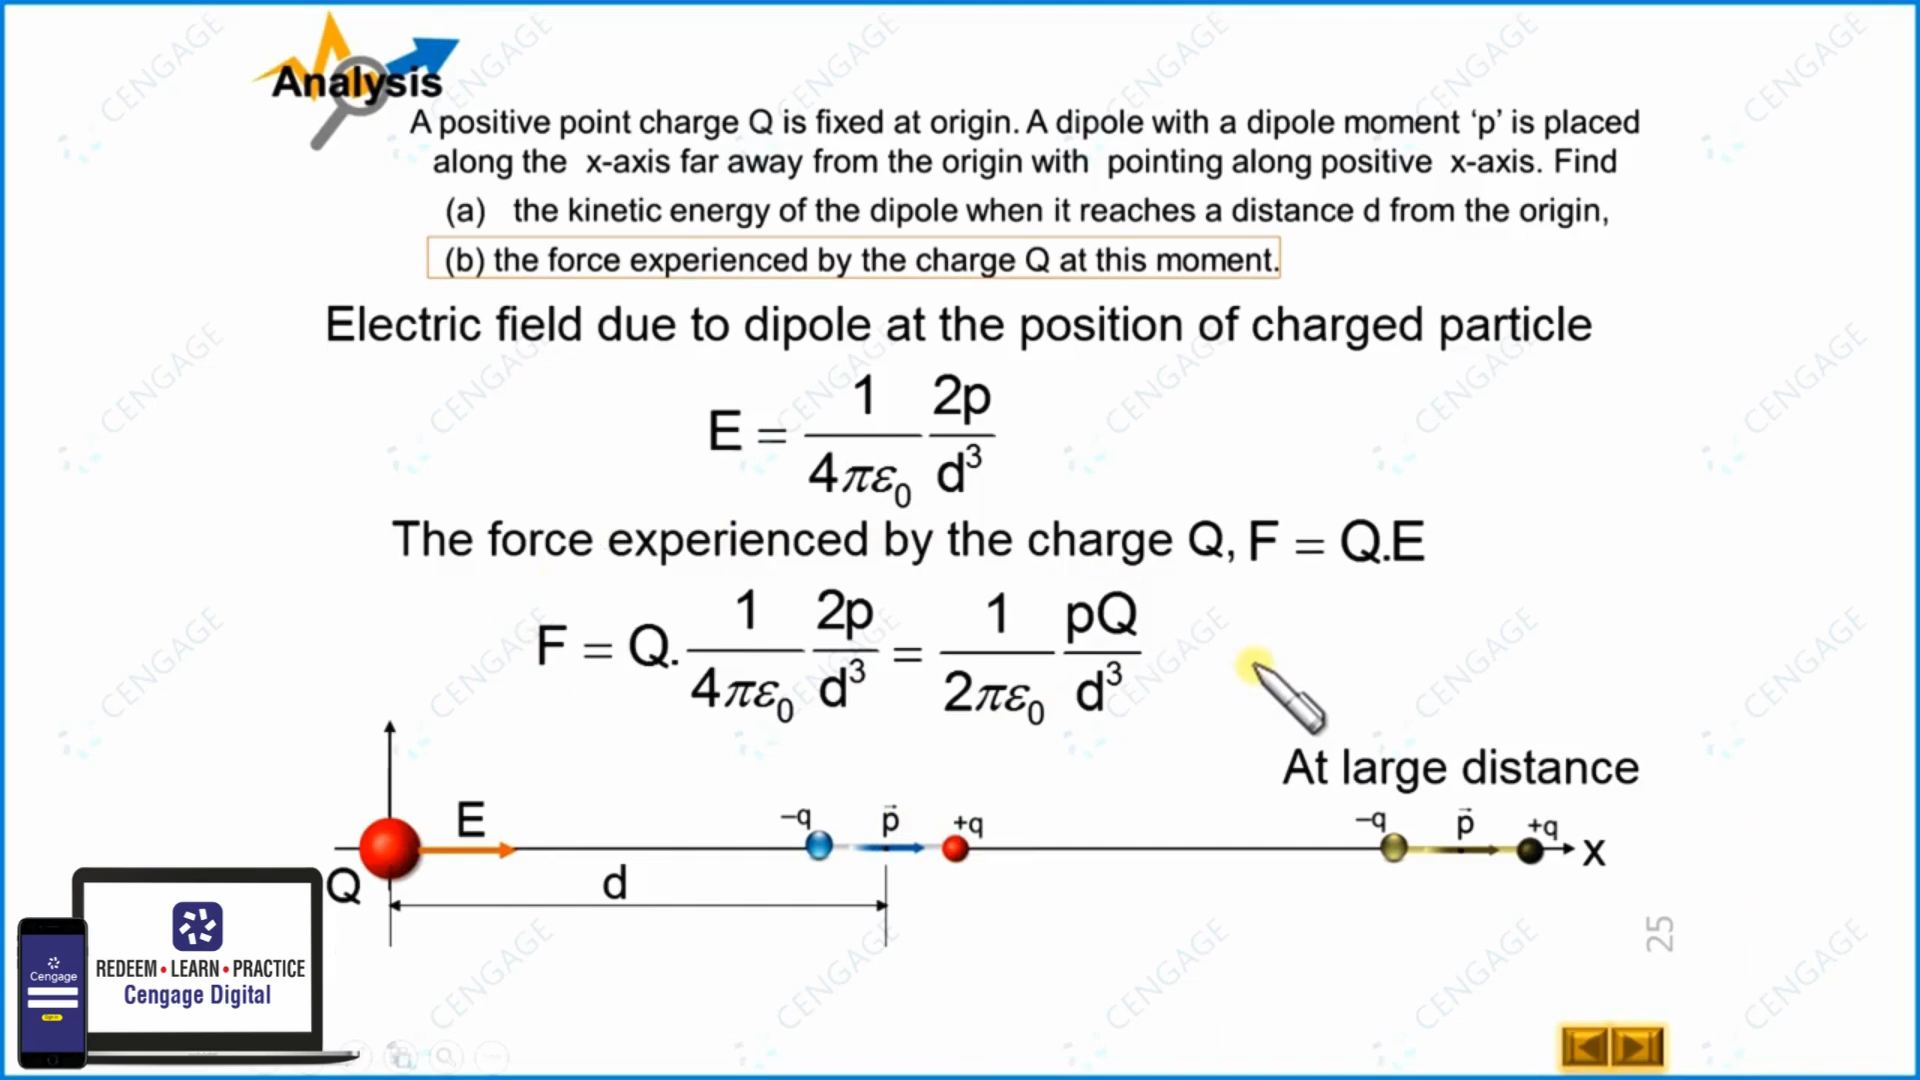 Analysis
A positive point charge Q is fixed at origin. A dipole with a dipole moment ‘p’ is placed
along the x-axis far away from the origin with pointing along positive x-axis. Find
(a) the kinetic energy of the dipole when it reaches a distance d from the origin,
(b) the force experienced by the charge Q at this moment.
Electric field due to dipole at the position of charged particle
E = 1/4πε₀ 2p/d³
The force experienced by the charge Q, F = Q.E
F = Q. 1/4πε₀ 2p/d³ = 1/2πε₀ pQ/d³
At large distance
E
−q
p⃗
+q
−q
p⃗
+q
x
Q
d
25
Cengage
Sign in
REDEEM • LEARN • PRACTICE
Cengage Digital
CENGAGE